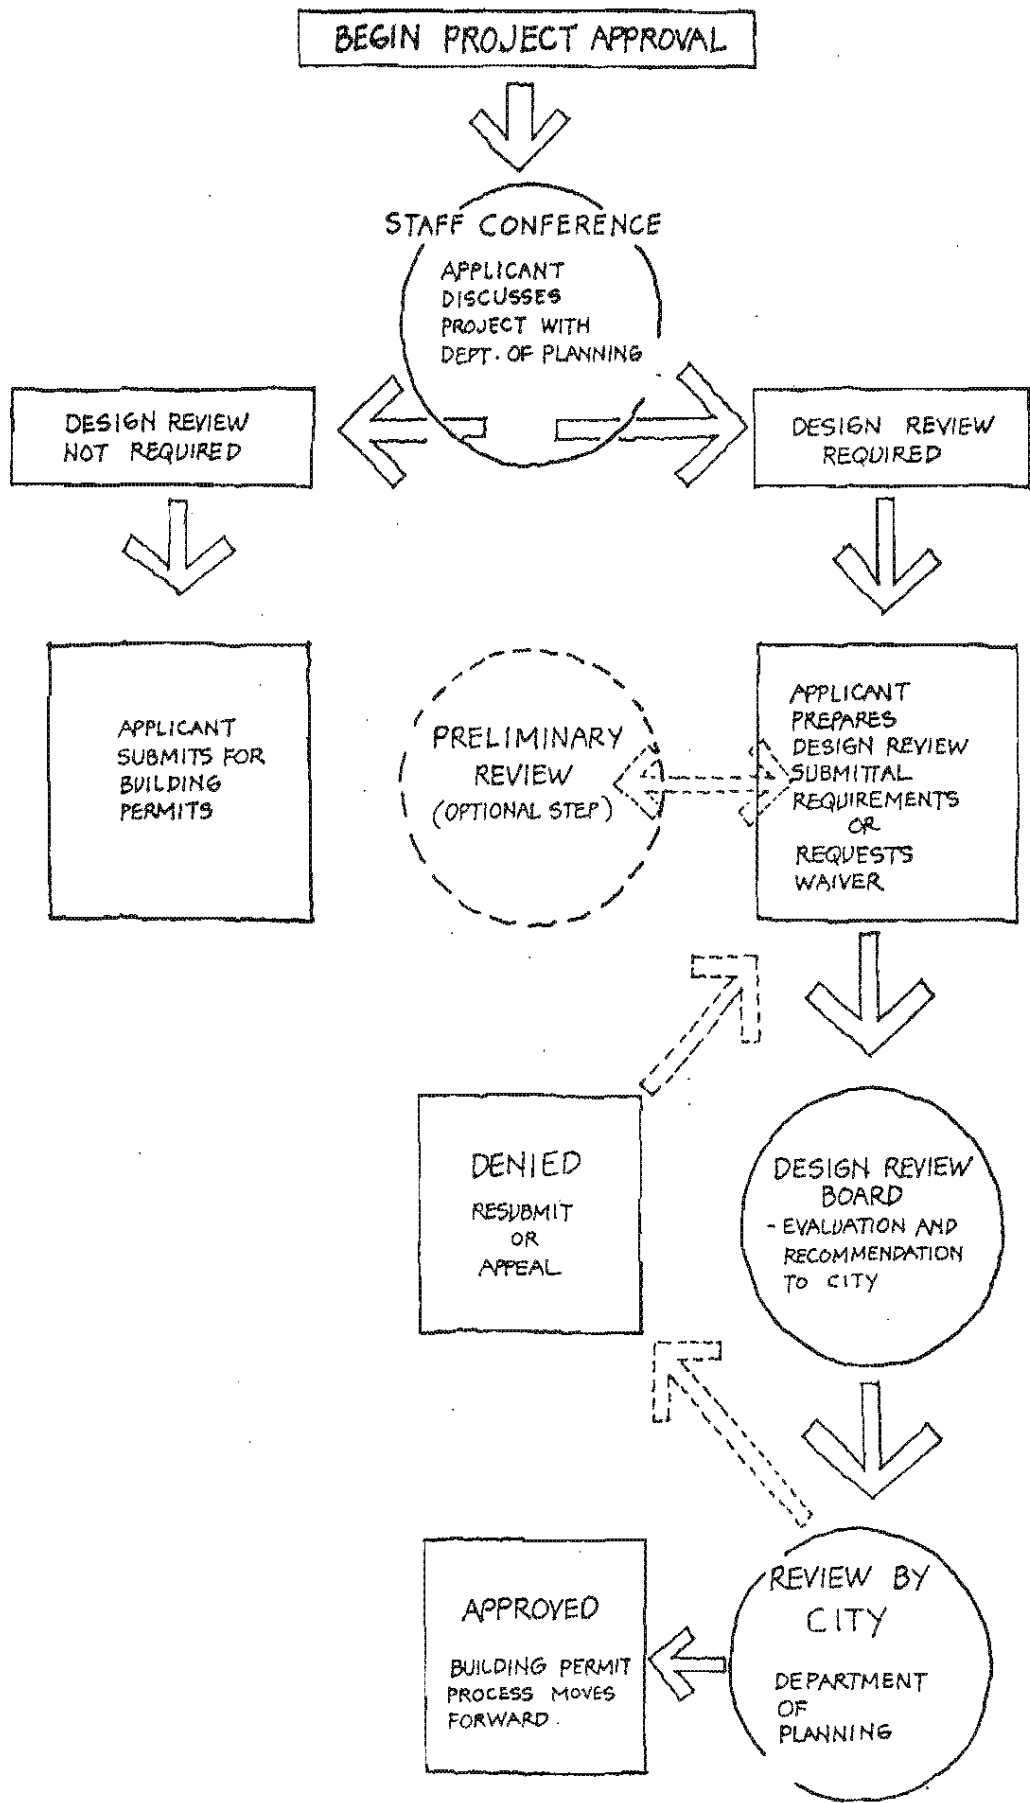 BEGIN PROJECT APPROVAL
STAFF CONFERENCE
APPLICANT
DISCUSSES
PROJECT WITH
DEPT. OF PLANNING
DESIGN REVIEW
NOT REQUIRED
DESIGN REVIEW
REQUIRED
APPLICANT
SUBMITS FOR
BUILDING
PERMITS
PRELIMINARY
REVIEW
(OPTIONAL STEP)
APPLICANT
PREPARES
DESIGN REVIEW
SUBMITTAL
REQUIREMENTS
OR
REQUESTS
WAIVER
DENIED
RESUBMIT
OR
APPEAL
DESIGN REVIEW
BOARD
- EVALUATION AND
RECOMMENDATION
TO CITY
APPROVED
BUILDING PERMIT
PROCESS MOVES
FORWARD.
REVIEW BY
CITY
DEPARTMENT
OF
PLANNING